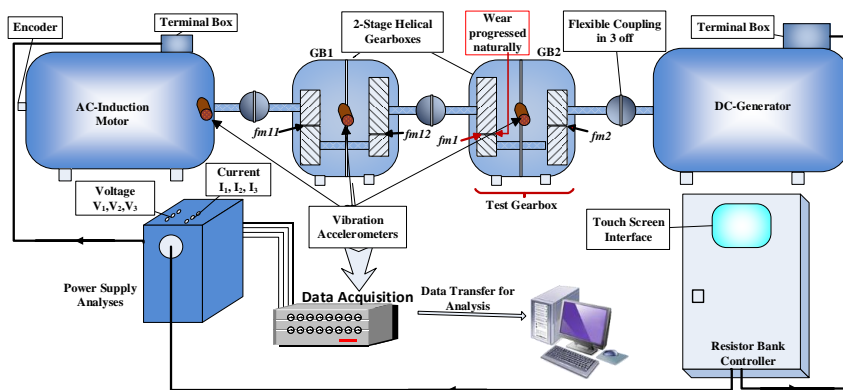 Encoder
Terminal Box
AC-Induction
Motor
GB1
2-Stage Helical
Gearboxes
Wear
progressed
naturally
GB2
Flexible Coupling
in 3 off
Terminal Box
DC-Generator
fm11
fm12
fm1
fm2
Test Gearbox
Voltage
V₁,V₂,V₃
Current
I₁, I₂, I₃
Vibration
Accelerometers
Touch Screen
Interface
Power Supply
Analyses
Data Acquisition
Data Transfer for
Analysis
Resistor Bank
Controller